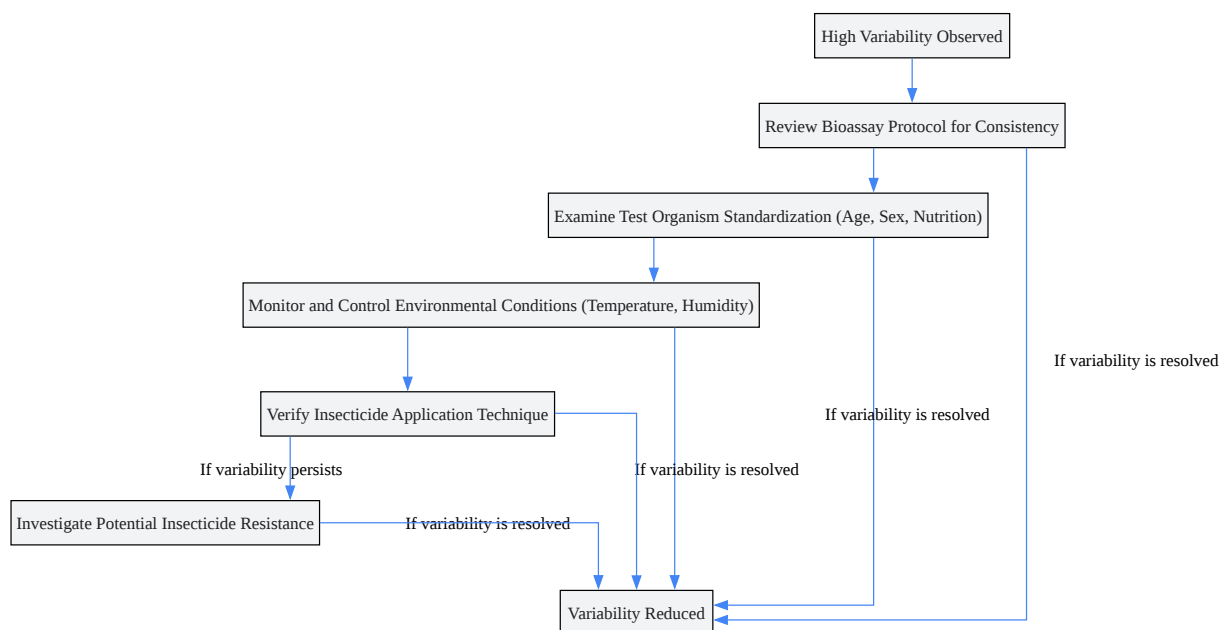 High Variability Observed
Review Bioassay Protocol for Consistency
Examine Test Organism Standardization (Age, Sex, Nutrition)
Monitor and Control Environmental Conditions (Temperature, Humidity)
If variability is resolved
Verify Insecticide Application Technique
If variability is resolved
If variability persists
If variability is resolved
Investigate Potential Insecticide Resistance
If variability is resolved
Variability Reduced